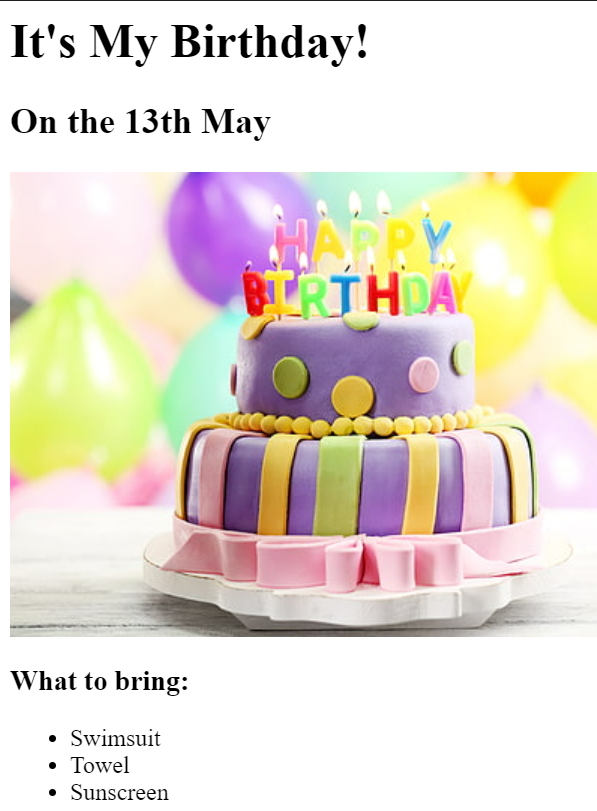 It's My Birthday!
On the 13th May
HAPPY
BIRTHDAY
What to bring:
Swimsuit
Towel
Sunscreen